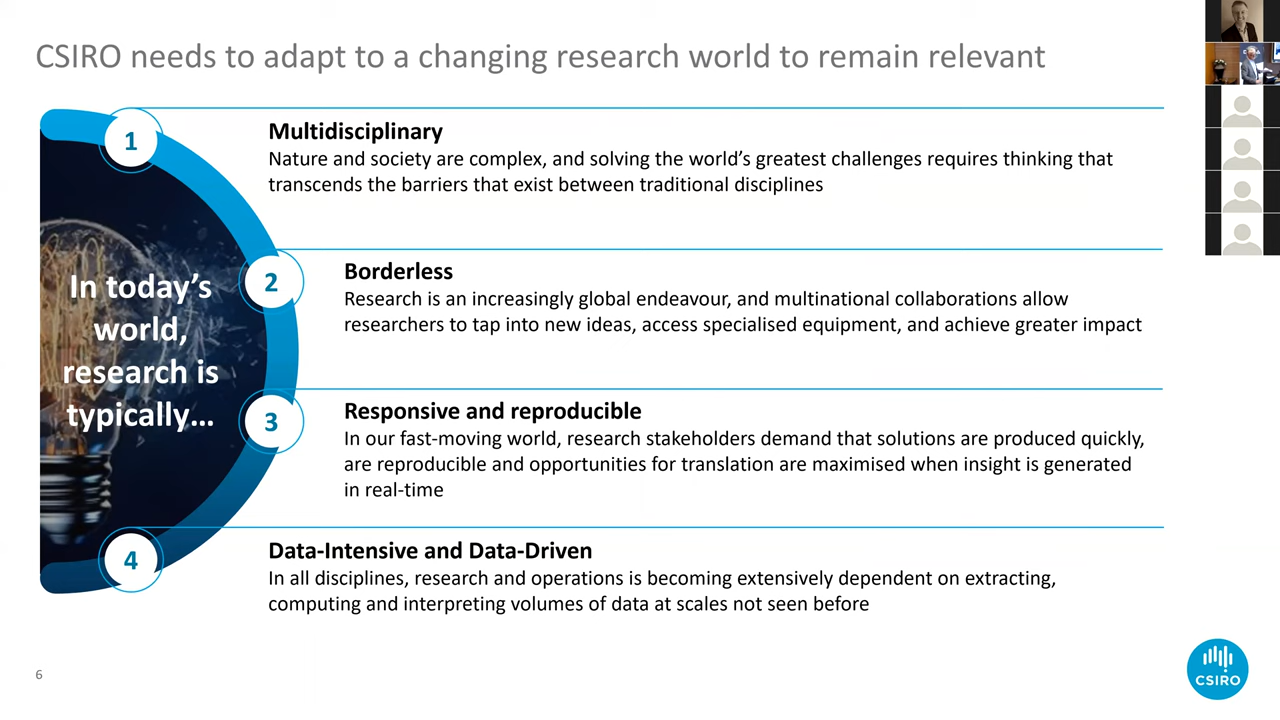 CSIRO needs to adapt to a changing research world to remain relevant
In today's
world,
research is
typically…
1
Multidisciplinary
Nature and society are complex, and solving the world's greatest challenges requires thinking that
transcends the barriers that exist between traditional disciplines
2
Borderless
Research is an increasingly global endeavour, and multinational collaborations allow
researchers to tap into new ideas, access specialised equipment, and achieve greater impact
3
Responsive and reproducible
In our fast-moving world, research stakeholders demand that solutions are produced quickly,
are reproducible and opportunities for translation are maximised when insight is generated
in real-time
4
Data-Intensive and Data-Driven
In all disciplines, research and operations is becoming extensively dependent on extracting,
computing and interpreting volumes of data at scales not seen before
6
CSIRO